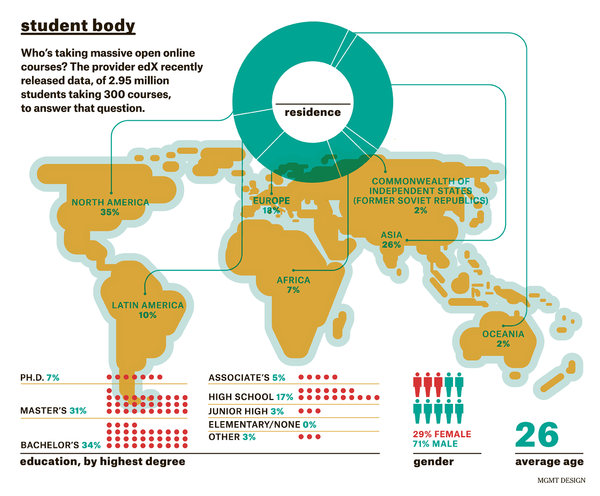 student body
Who's taking massive open online
courses? The provider edX recently
released data, of 2.95 million
students taking 300 courses,
to answer that question.
residence
NORTH AMERICA
35%
EUROPE
18%
COMMONWEALTH OF
INDEPENDENT STATES
(FORMER SOVIET REPUBLICS)
2%
ASIA
26%
AFRICA
7%
LATIN AMERICA
10%
OCEANIA
2%
PH.D. 7%
MASTER'S 31%
BACHELOR'S 34%
ASSOCIATE'S 5%
HIGH SCHOOL 17%
JUNIOR HIGH 3%
ELEMENTARY/NONE 0%
OTHER 3%
education, by highest degree
29% FEMALE
71% MALE
gender
26
average age
MGMT DESIGN